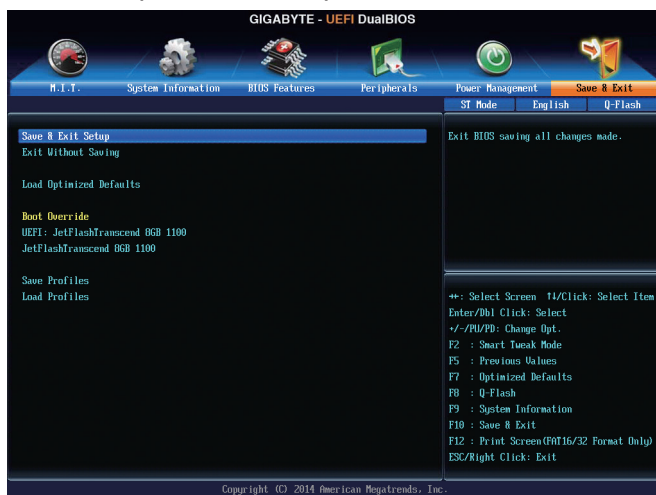 GIGABYTE - UEFI DualBIOS
M.I.T.
System Information
BIOS Features
Peripherals
Power Management
Save & Exit
ST Mode
English
Q-Flash
Save & Exit Setup
Exit Without Saving
Load Optimized Defaults
Boot Override
UEFI: JetFlashTranscend 8GB 1100
JetFlashTranscend 8GB 1100
Save Profiles
Load Profiles
Exit BIOS saving all changes made.
→←: Select Screen ↑↓/Click: Select Item
Enter/Dbl Click: Select
+/-/PU/PD: Change Opt.
F2 : Smart Tweak Mode
F5 : Previous Values
F7 : Optimized Defaults
F8 : Q-Flash
F9 : System Information
F10 : Save & Exit
F12 : Print Screen(FAT16/32 Format Only)
ESC/Right Click: Exit
Copyright (C) 2014 American Megatrends, Inc.